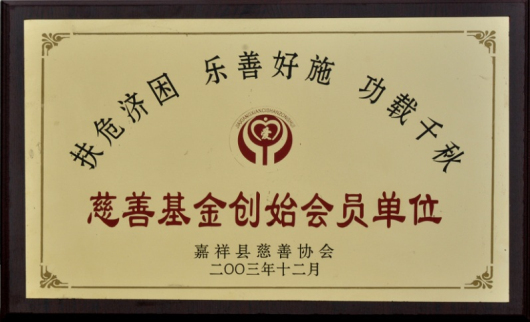 扶危济困 乐善好施 功载千秋
慈善基金创始会员单位
嘉祥县慈善协会
二〇〇三年十二月